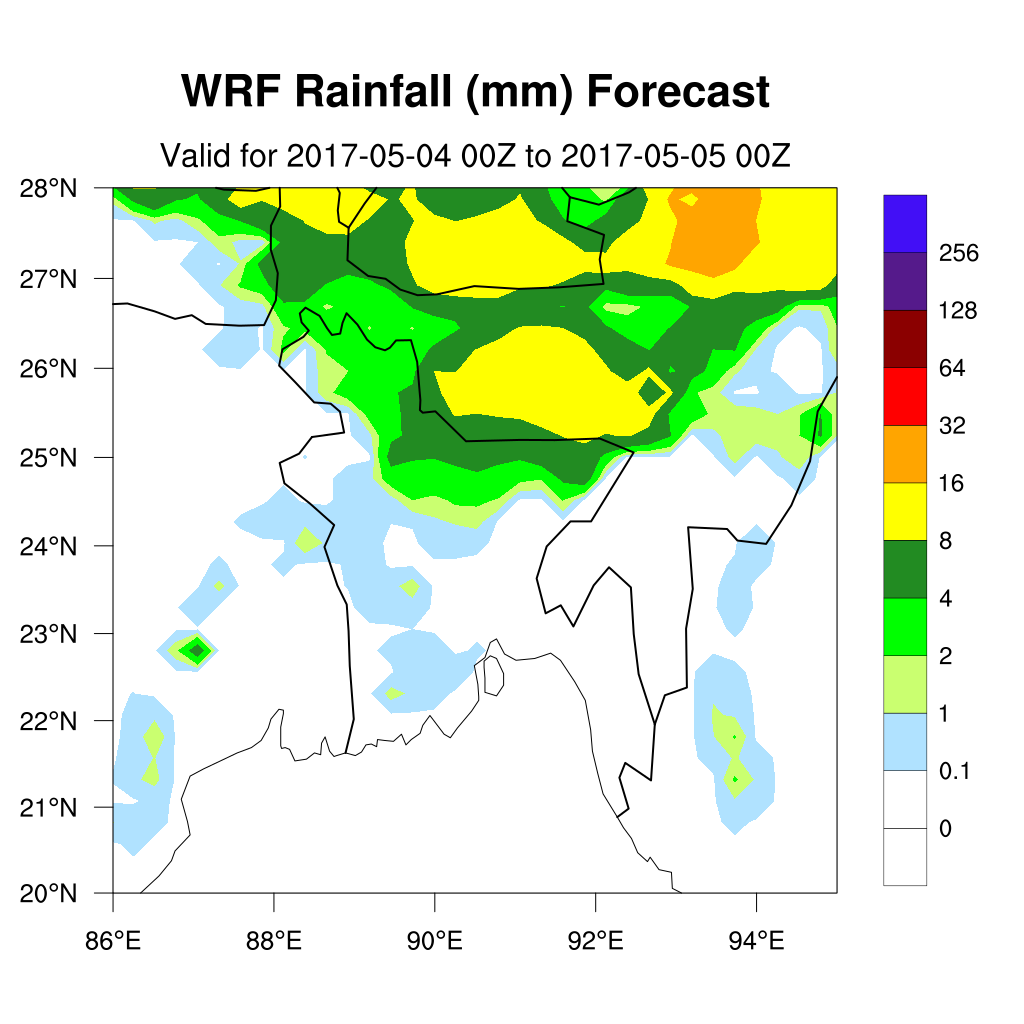 WRF Rainfall (mm) Forecast
Valid for 2017-05-04 00Z to 2017-05-05 00Z
28°N
27°N
26°N
25°N
24°N
23°N
22°N
21°N
20°N
86°E 88°E 90°E 92°E 94°E
256
128
64
32
16
8
4
2
1
0.1
0